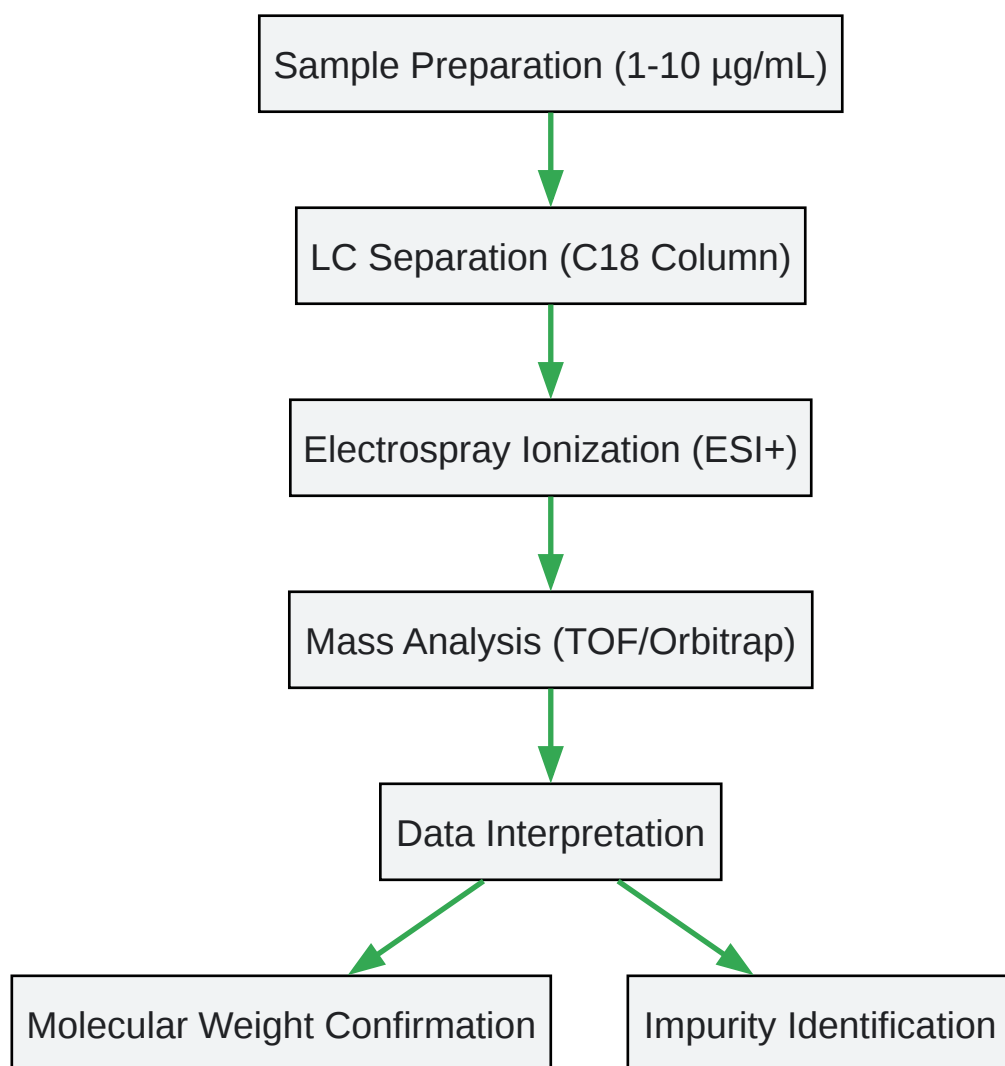 Sample Preparation (1-10 µg/mL)
LC Separation (C18 Column)
Electrospray Ionization (ESI+)
Mass Analysis (TOF/Orbitrap)
Data Interpretation
Molecular Weight Confirmation
Impurity Identification